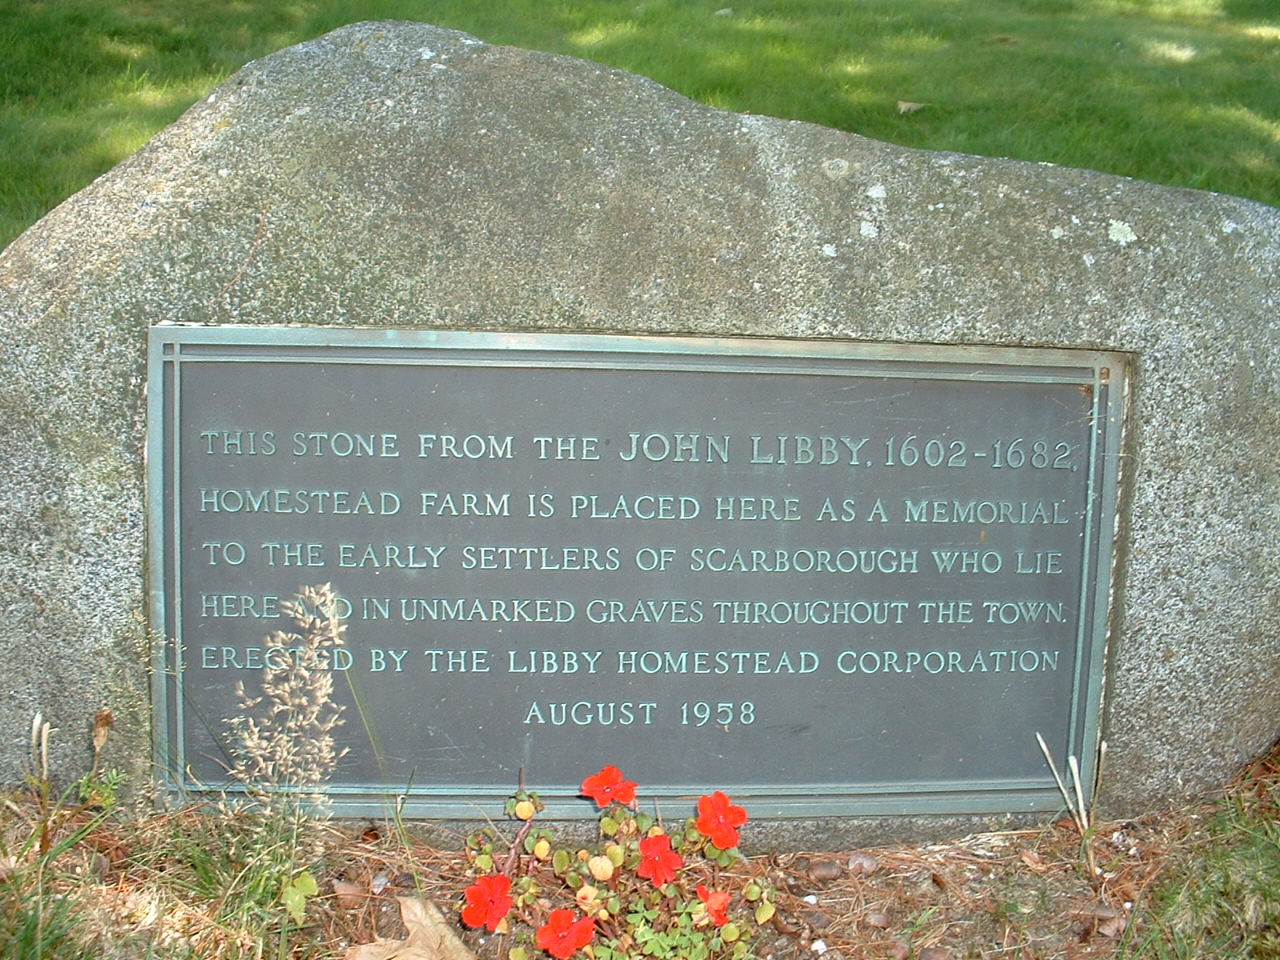 THIS STONE FROM THE JOHN LIBBY, 1602-1682,
HOMESTEAD FARM IS PLACED HERE AS A MEMORIAL
TO THE EARLY SETTLERS OF SCARBOROUGH WHO LIE
HERE AND IN UNMARKED GRAVES THROUGHOUT THE TOWN.
ERECTED BY THE LIBBY HOMESTEAD CORPORATION
AUGUST 1958